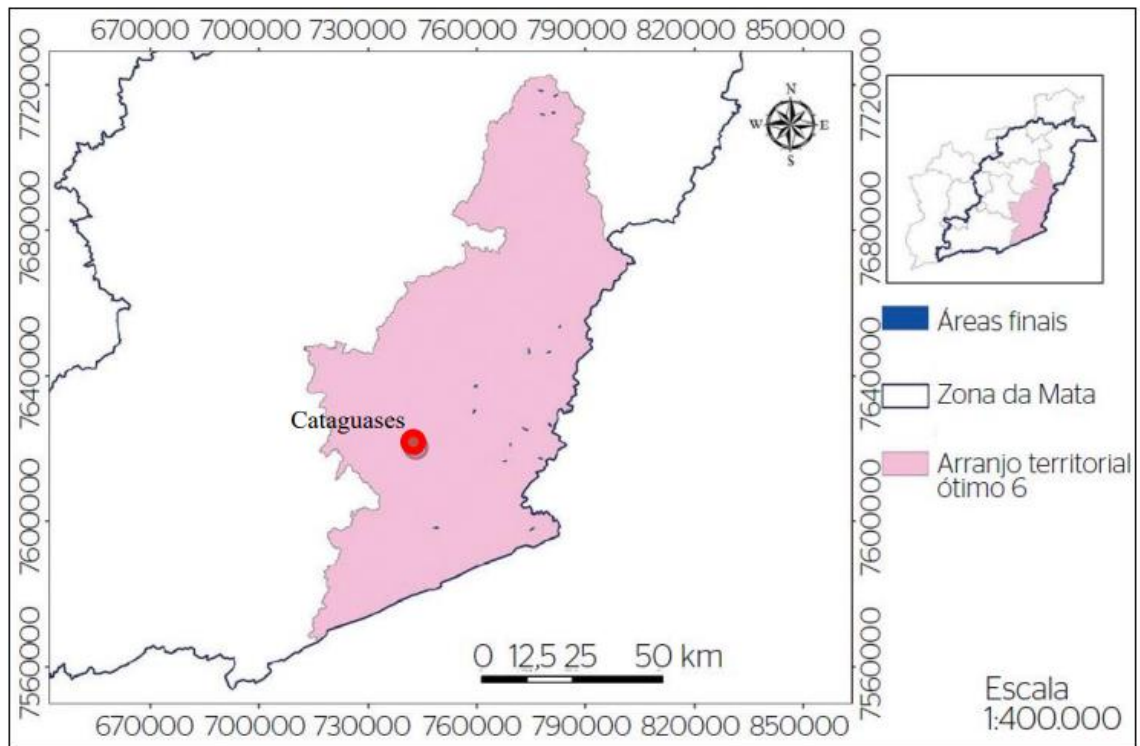 670000 700000 730000 760000 790000 820000 850000
7720000
7680000
7640000
7600000
7560000
N
W
E
S
Cataguases
7720000
7680000
7640000
7600000
7560000
Áreas finais
Zona da Mata
Arranjo territorial
ótimo 6
0 12,5 25 50 km
Escala
1:400.000
670000 700000 730000 760000 790000 820000 850000